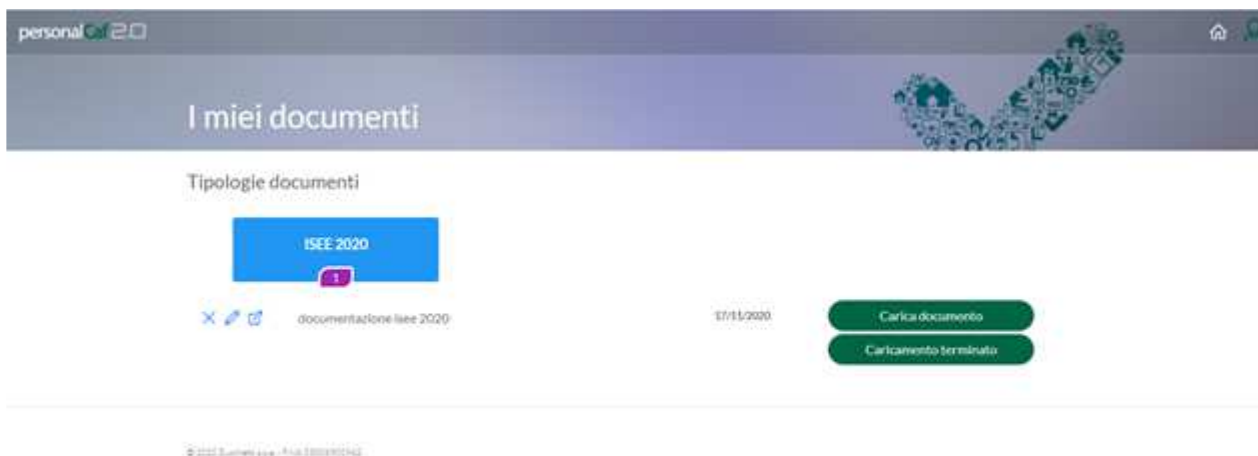 personalCaf 2.0
I miei documenti
Tipologie documenti
ISEE 2020
1
documentazione isee 2020
17/11/2020
Carica documento
Caricamento terminato